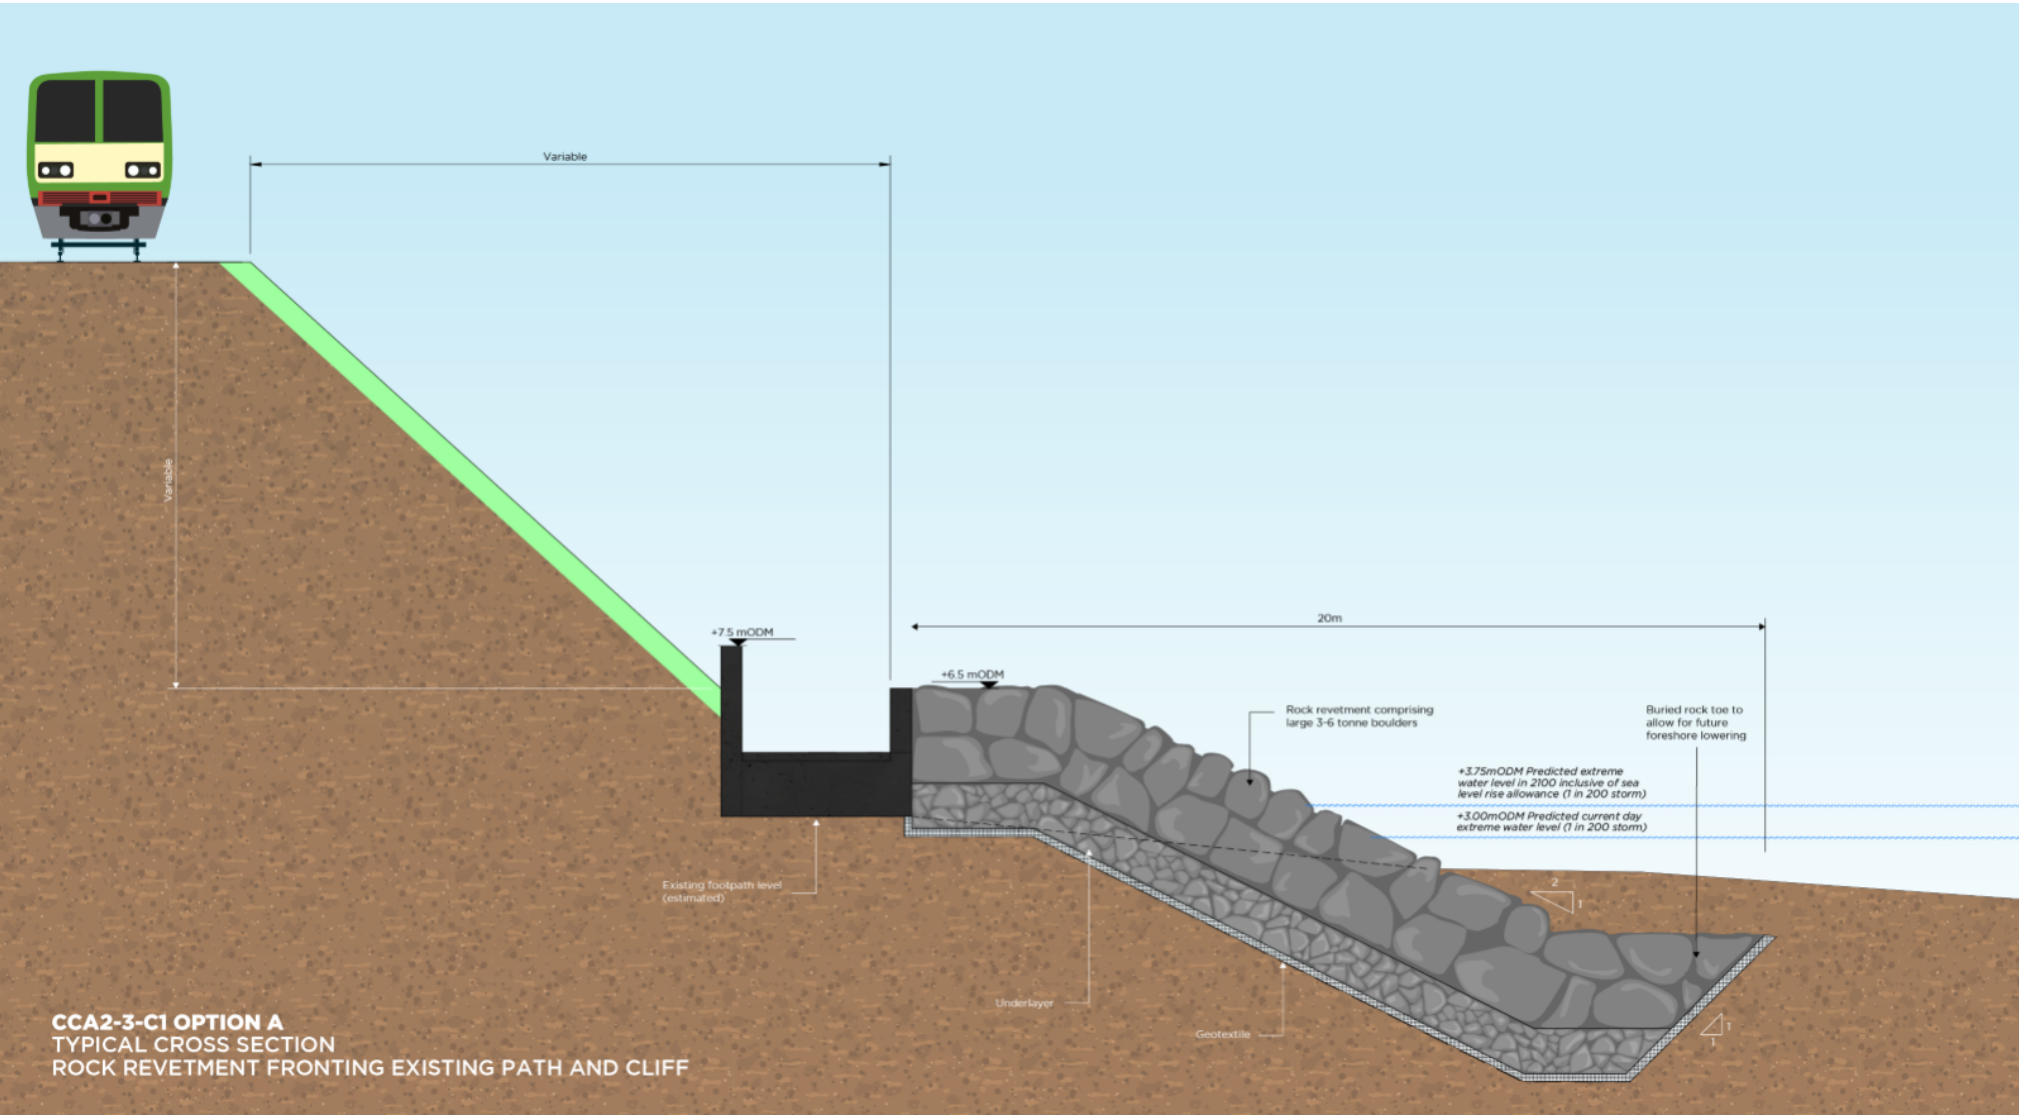 Variable
Variable
+7.5 mODM
20m
+6.5 mODM
Rock revetment comprising
large 3-6 tonne boulders
Buried rock toe to
allow for future
foreshore lowering
+3.75mODM Predicted extreme
water level in 2100 inclusive of sea
level rise allowance (1 in 200 storm)
+3.00mODM Predicted current day
extreme water level (1 in 200 storm)
Existing footpath level
(estimated)
2
1
Underlayer
Geotextile
1
1
CCA2-3-C1 OPTION A
TYPICAL CROSS SECTION
ROCK REVETMENT FRONTING EXISTING PATH AND CLIFF